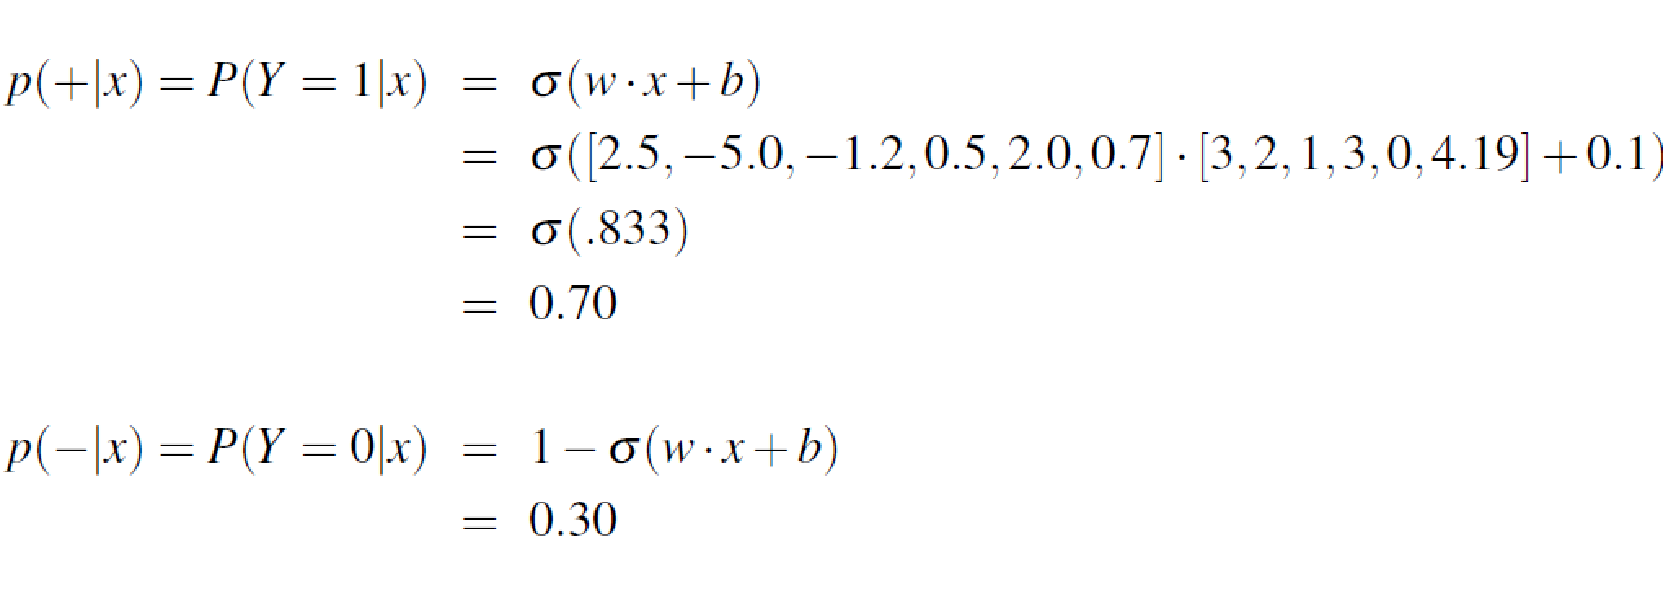 p(+|x) = P(Y = 1|x) = σ(w·x+b)
= σ([2.5,−5.0,−1.2,0.5,2.0,0.7]·[3,2,1,3,0,4.19]+0.1)
= σ(.833)
= 0.70
p(−|x) = P(Y = 0|x) = 1−σ(w·x+b)
= 0.30